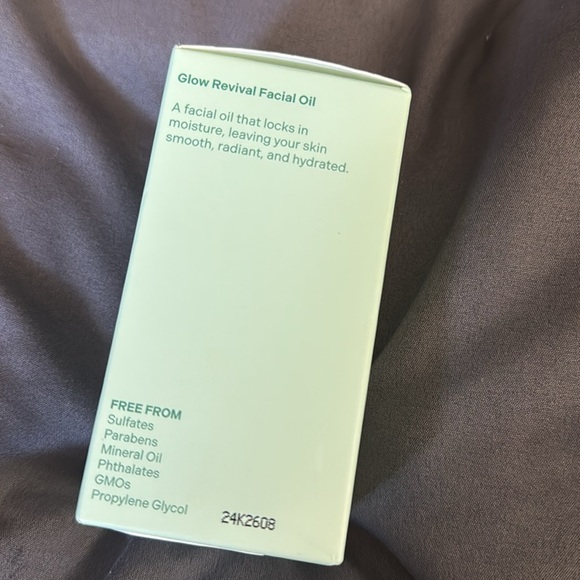 Glow Revival Facial Oil
A facial oil that locks in
moisture, leaving your skin
smooth, radiant, and hydrated.
FREE FROM
Sulfates
Parabens
Mineral Oil
Phthalates
GMOs
Propylene Glycol
24K2608